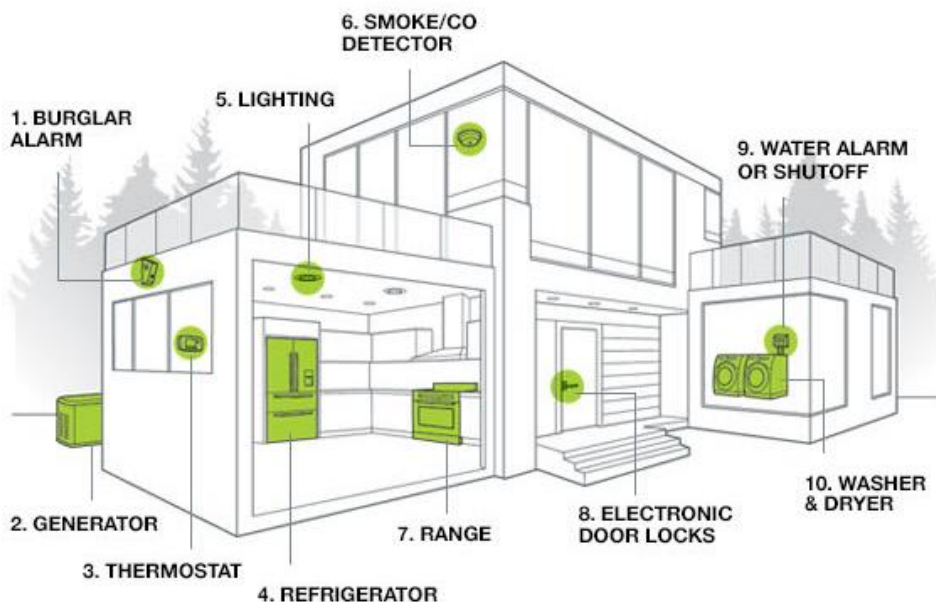 1. BURGLAR
ALARM
2. GENERATOR
3. THERMOSTAT
4. REFRIGERATOR
5. LIGHTING
6. SMOKE/CO
DETECTOR
7. RANGE
8. ELECTRONIC
DOOR LOCKS
9. WATER ALARM
OR SHUTOFF
10. WASHER
& DRYER